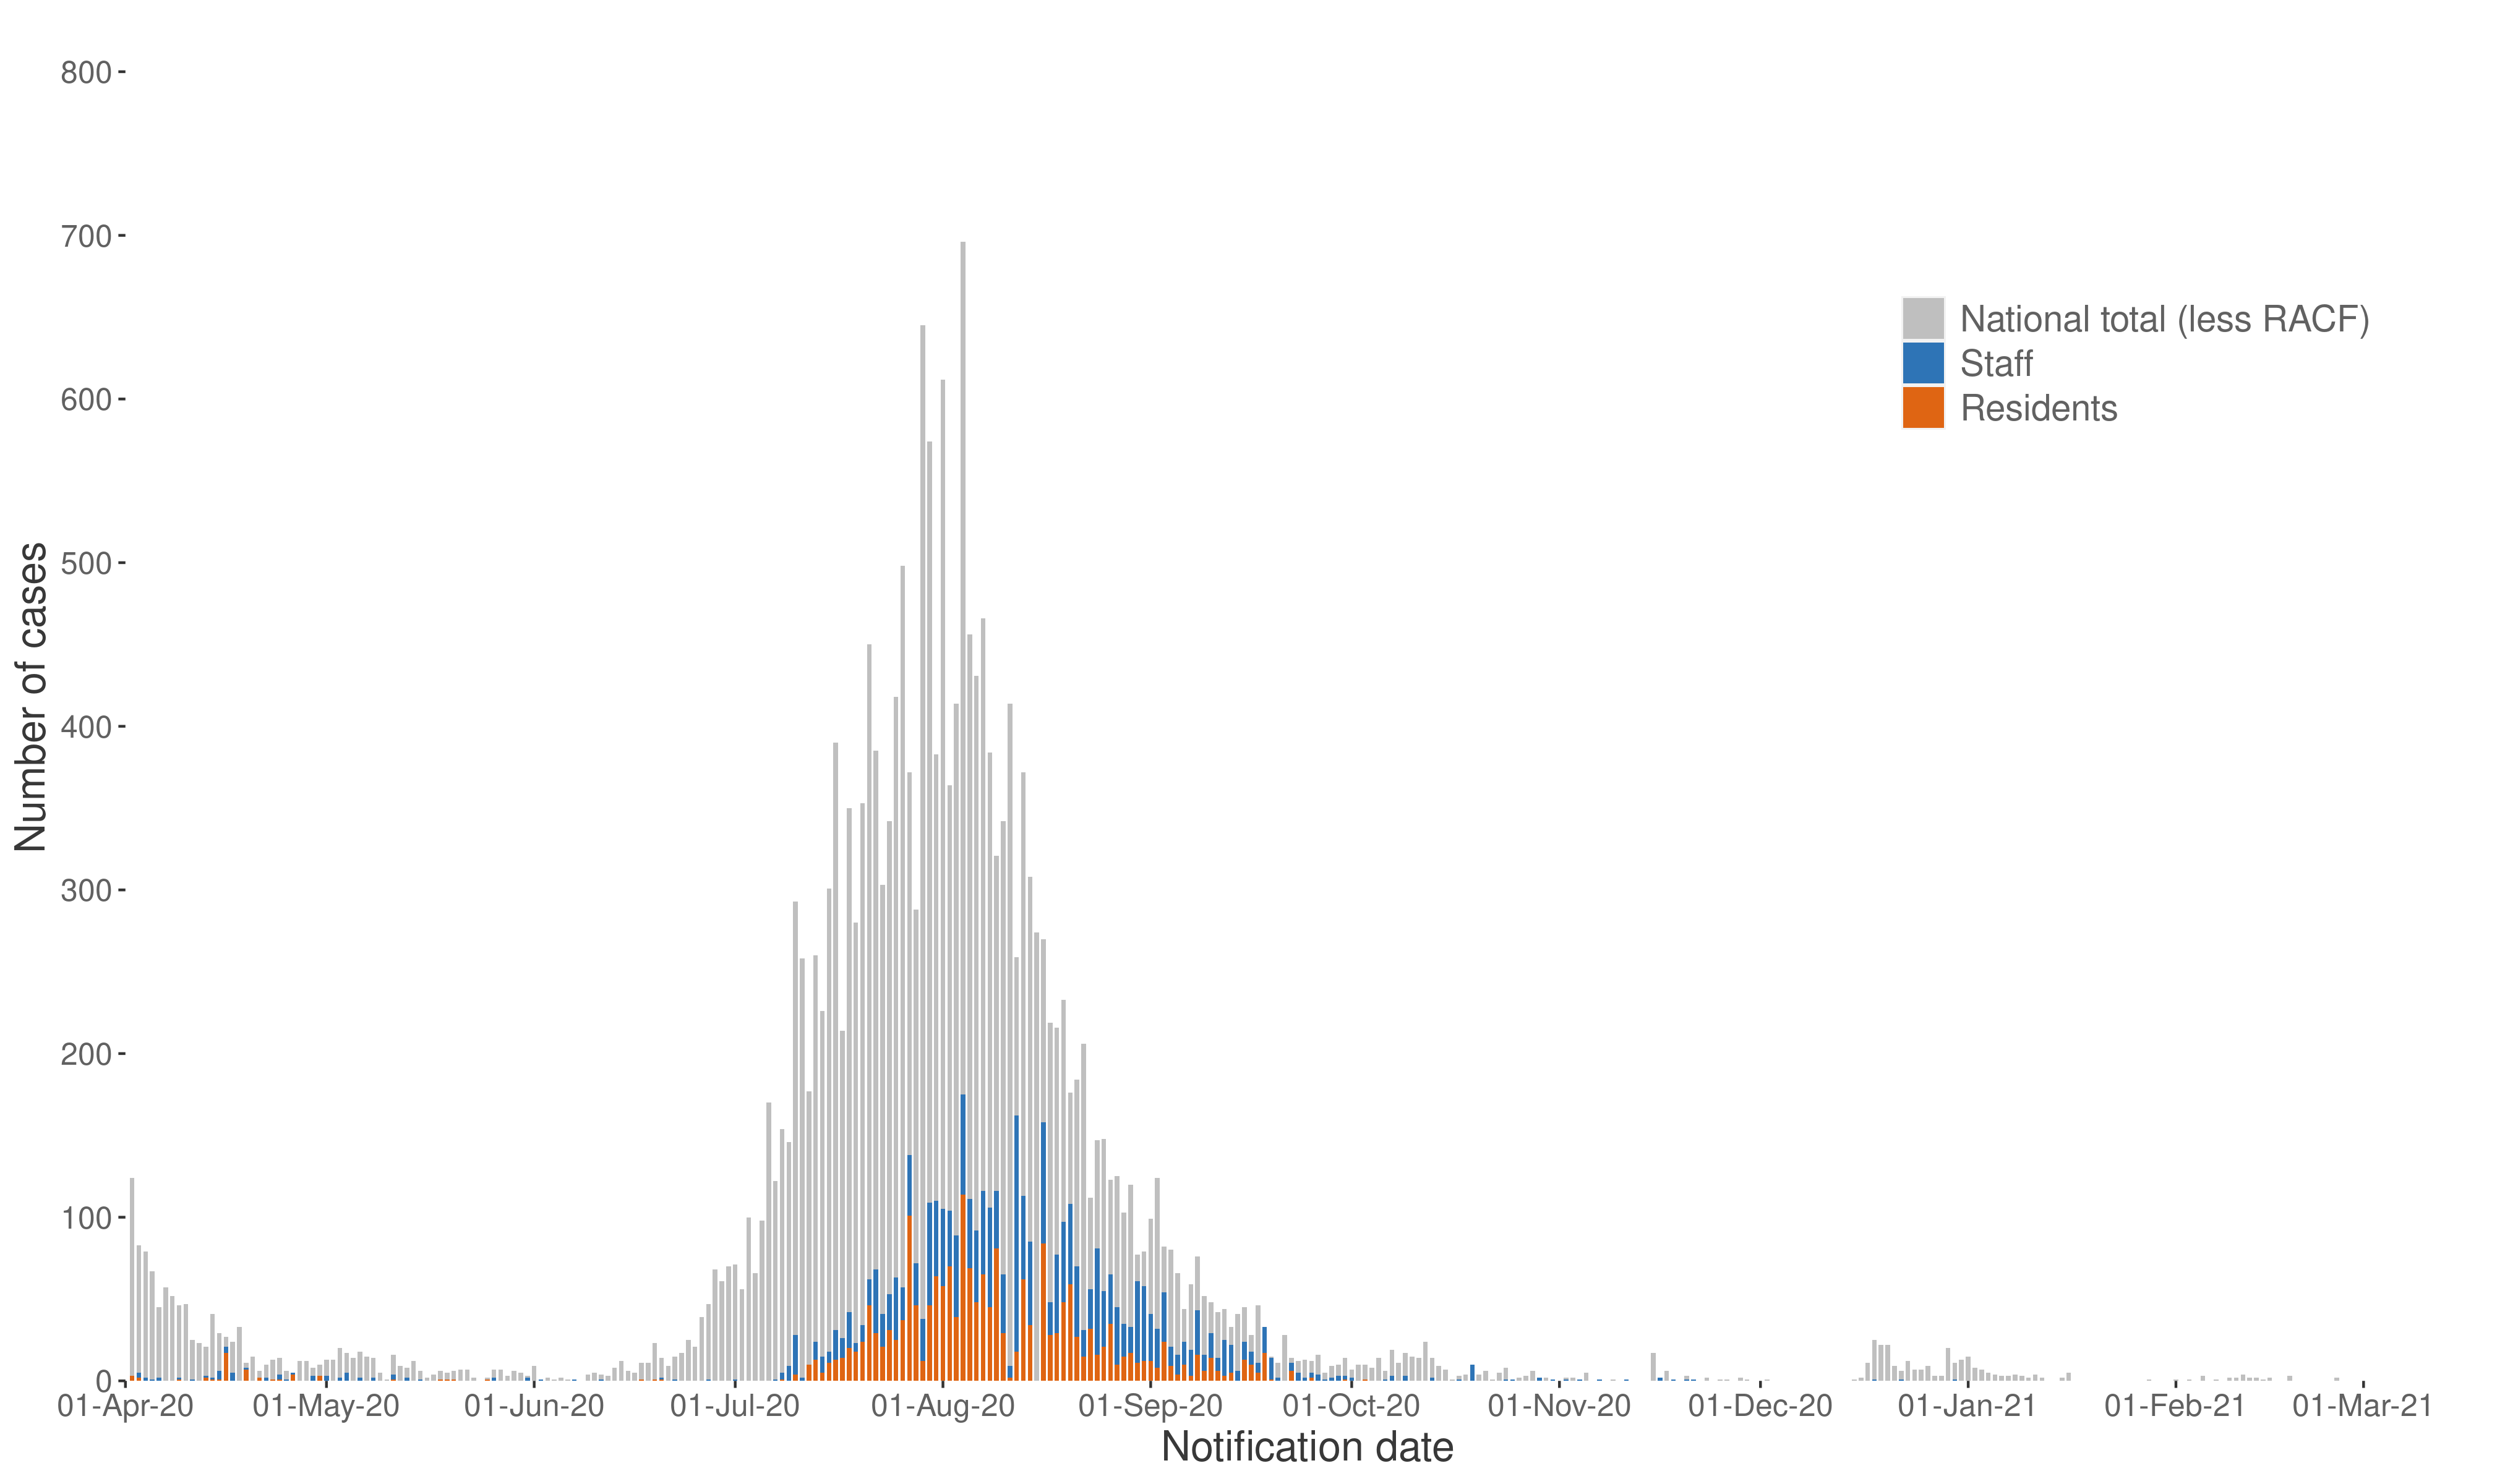 800
700
600
500
400
300
200
100
0
Number of cases
National total (less RACF)
Staff
Residents
01-Apr-20 01-May-20 01-Jun-20 01-Jul-20 01-Aug-20 01-Sep-20 01-Oct-20 01-Nov-20 01-Dec-20 01-Jan-21 01-Feb-21 01-Mar-21
Notification date